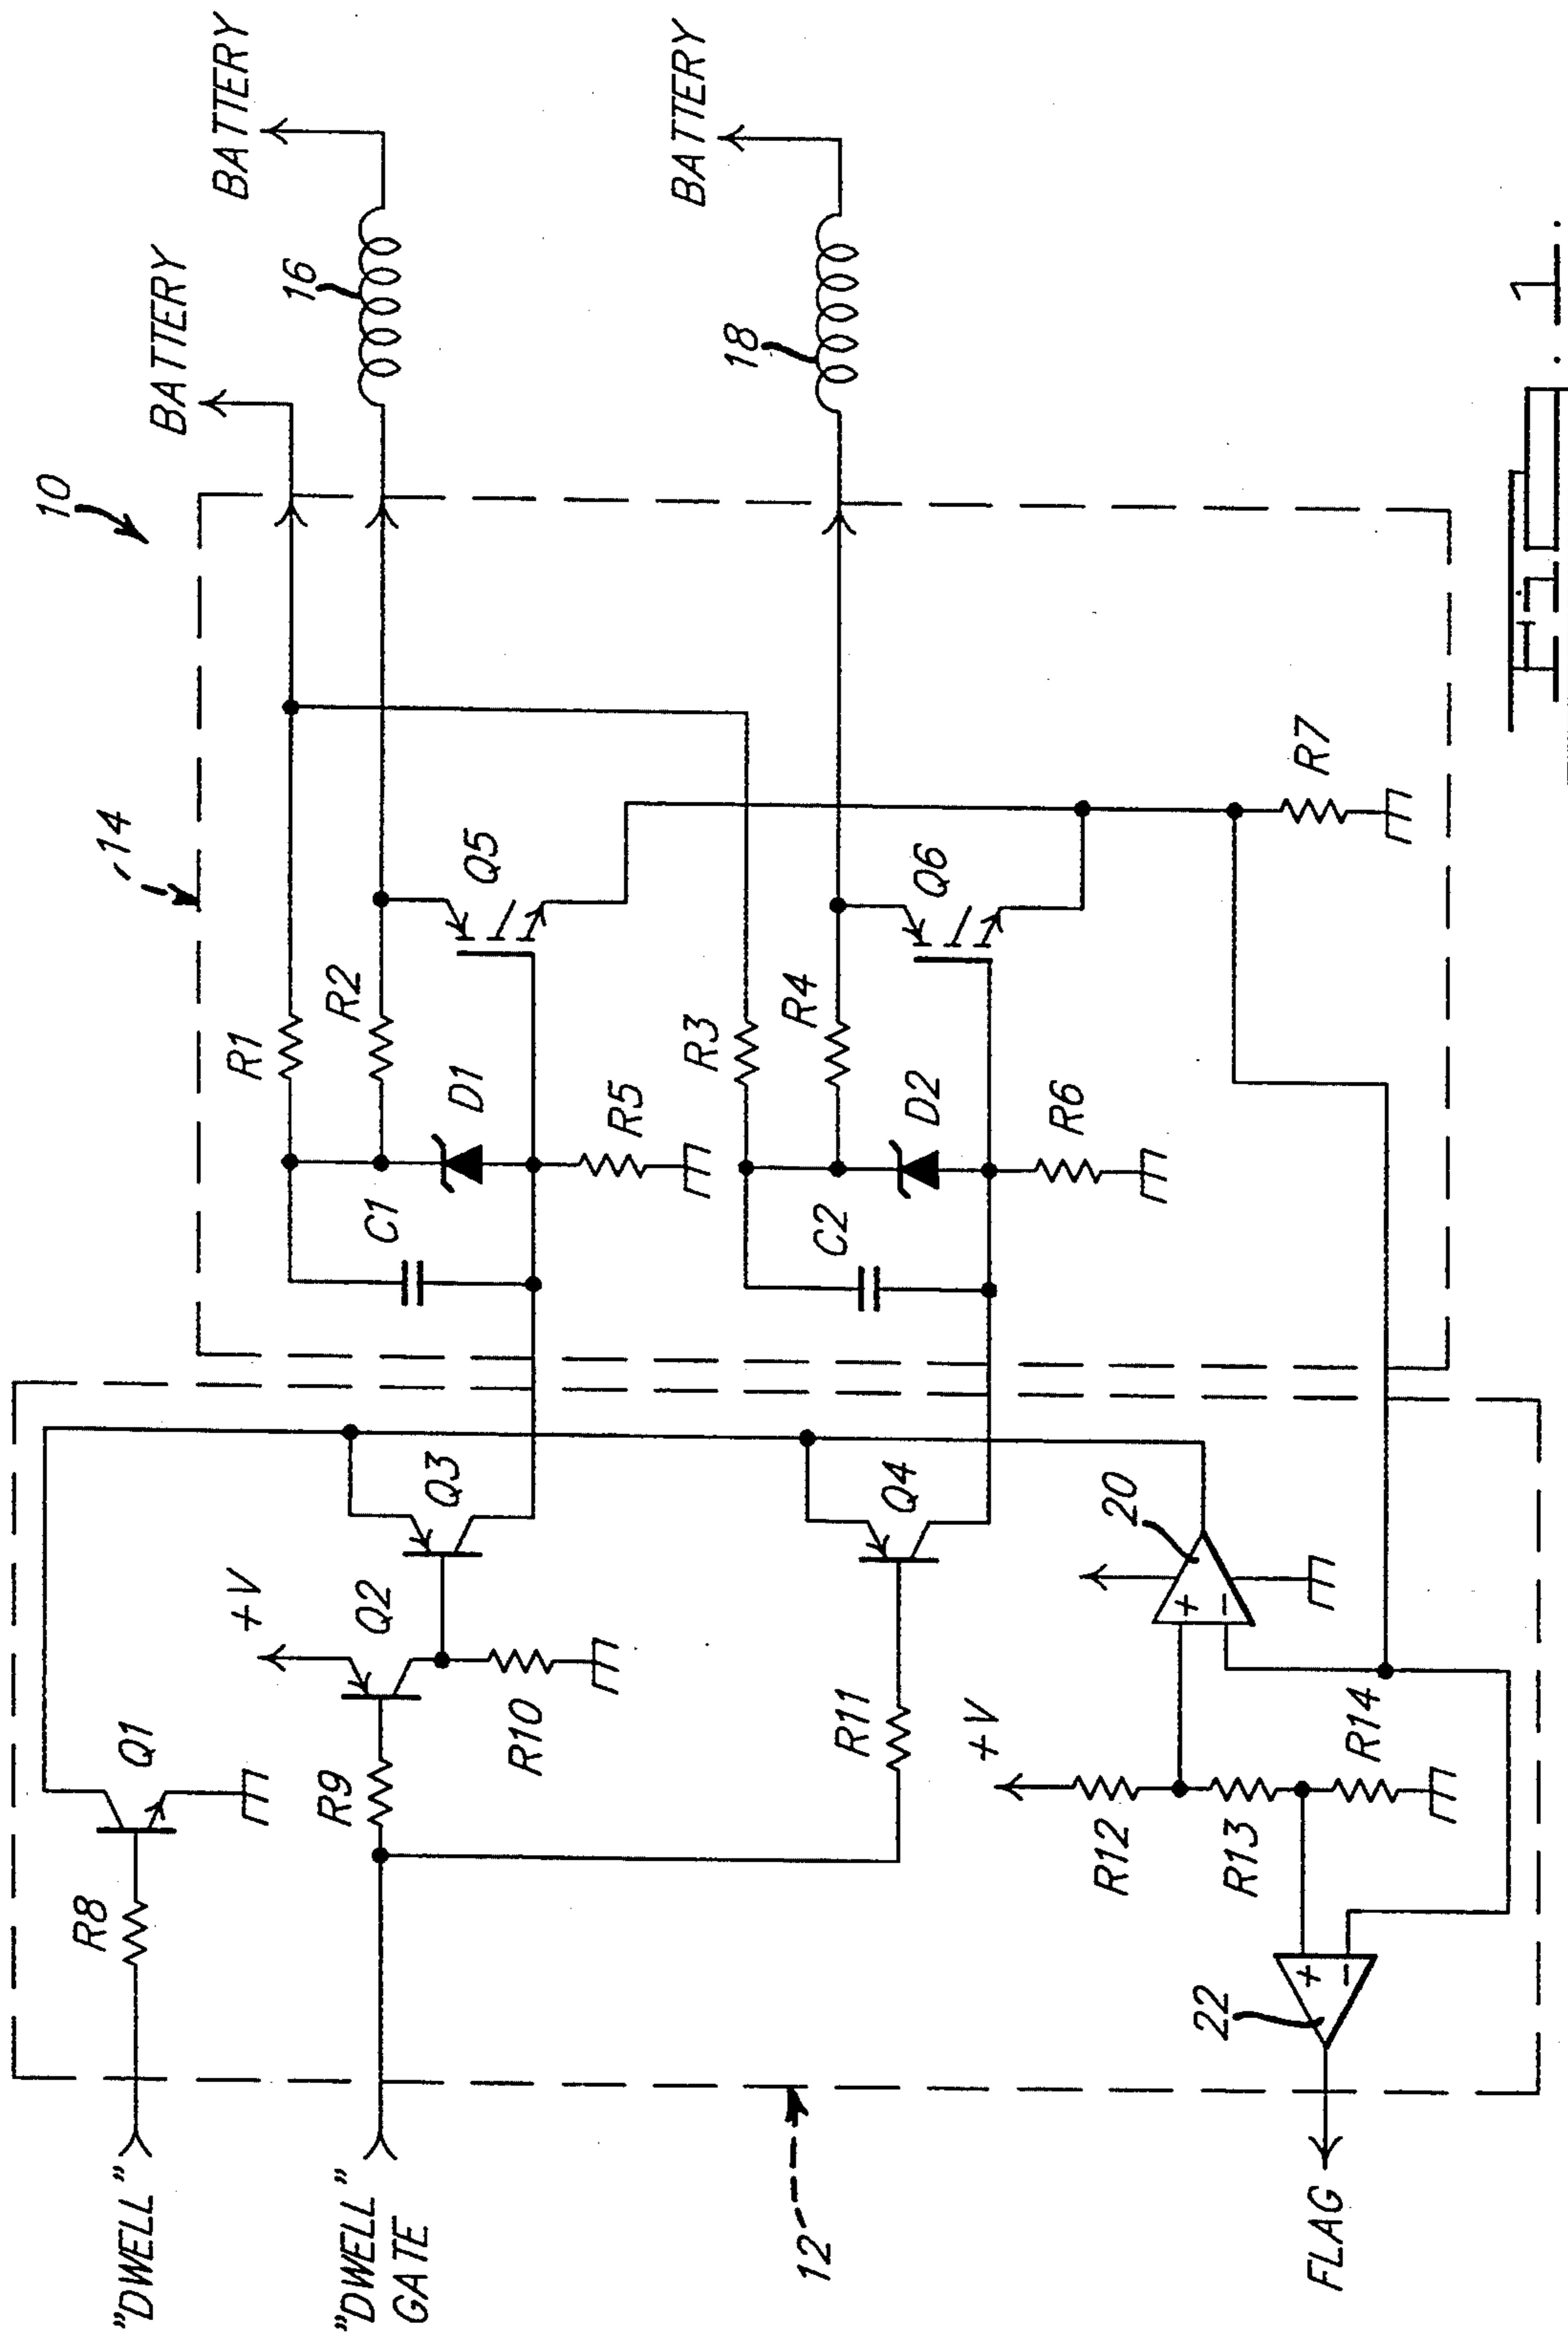 10
14
BATTERY
BATTERY
16
BATTERY
18
R1
R2
Q5
C1
D1
R5
R3
R4
Q6
C2
D2
R6
R7
"DWELL"
R8
Q1
"DWELL"
GATE
R9
+V
Q2
Q3
R10
R11
Q4
+V
R12
R13
R14
20
+
−
22
+
−
FLAG
12
Fig. 1.